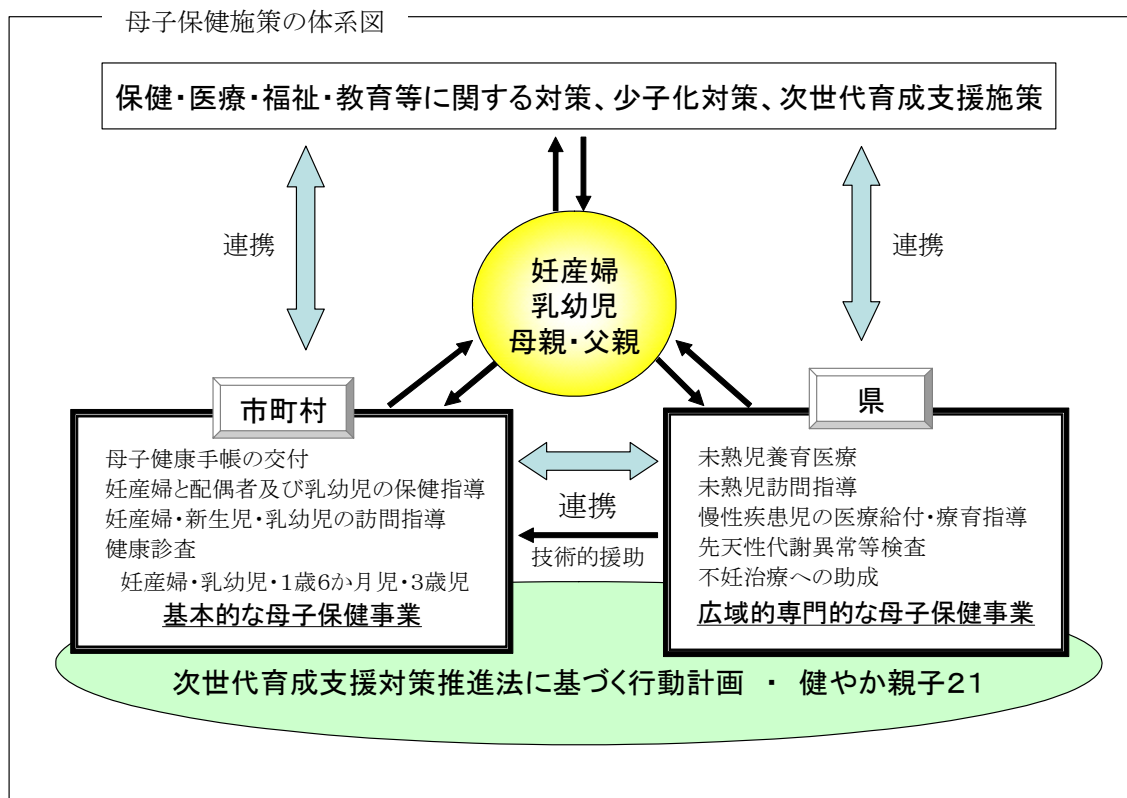 母子保健施策の体系図
保健・医療・福祉・教育等に関する対策、少子化対策、次世代育成支援施策
連携
連携
妊産婦
乳幼児
母親・父親
市町村
母子健康手帳の交付
妊産婦と配偶者及び乳幼児の保健指導
妊産婦・新生児・乳幼児の訪問指導
健康診査
妊産婦・乳幼児・1歳6か月児・3歳児
基本的な母子保健事業
連携
技術的援助
県
未熟児養育医療
未熟児訪問指導
慢性疾患児の医療給付・療育指導
先天性代謝異常等検査
不妊治療への助成
広域的専門的な母子保健事業
次世代育成支援対策推進法に基づく行動計画 ・ 健やか親子21